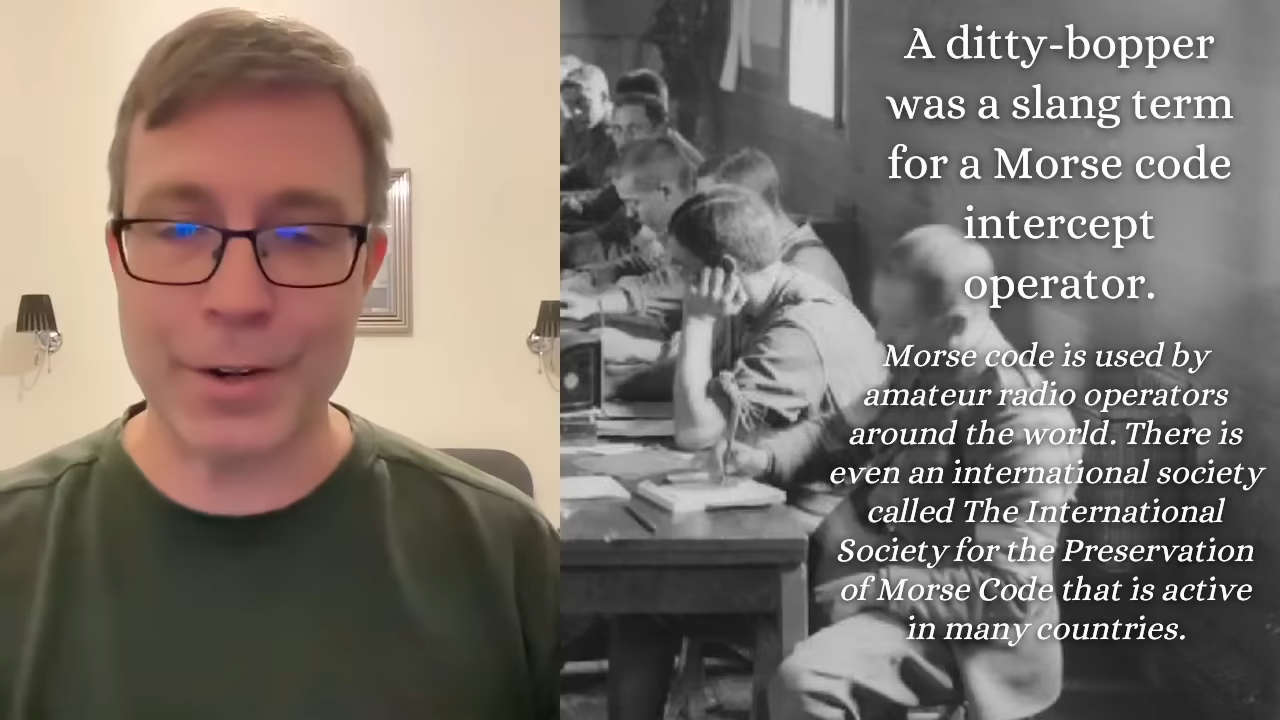 A ditty-bopper
was a slang term
for a Morse code
intercept
operator.
Morse code is used by
amateur radio operators
around the world. There is
even an international society
called The International
Society for the Preservation
of Morse Code that is active
in many countries.